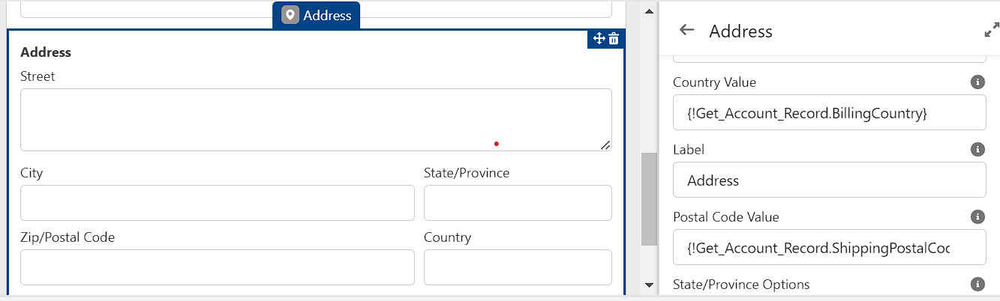 Address
Address
Street
City
State/Province
Zip/Postal Code
Country
Address
Country Value
{!Get_Account_Record.BillingCountry}
Label
Address
Postal Code Value
{!Get_Account_Record.ShippingPostalCoc
State/Province Options